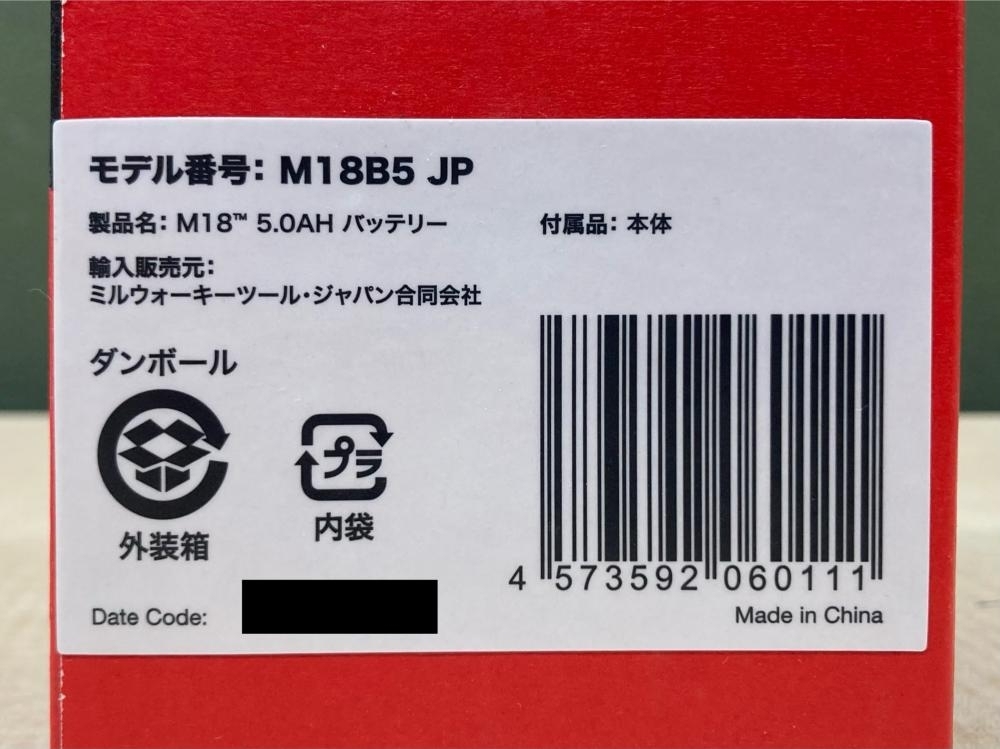 モデル番号: M18B5 JP
製品名: M18™ 5.0AH バッテリー
付属品: 本体
輸入販売元:
ミルウォーキーツール・ジャパン合同会社
ダンボール
プラ
外装箱
内袋
4 573592 060111
Date Code:
Made in China